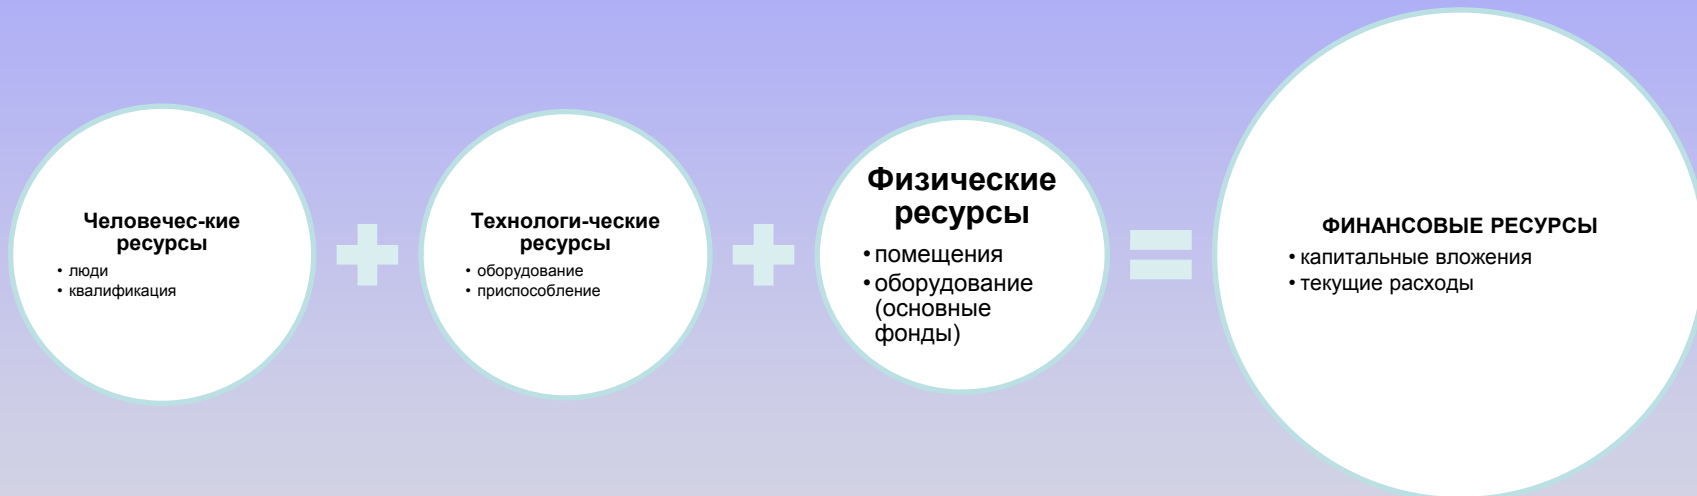 Человечес-кие
ресурсы
• люди
• квалификация
Технологи-ческие
ресурсы
• оборудование
• приспособление
Физические
ресурсы
• помещения
• оборудование
(основные
фонды)
ФИНАНСОВЫЕ РЕСУРСЫ
• капитальные вложения
• текущие расходы